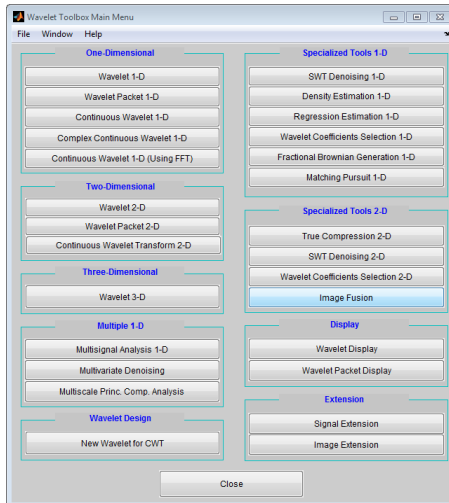 Wavelet Toolbox Main Menu
File Window Help
One-Dimensional
Wavelet 1-D
Wavelet Packet 1-D
Continuous Wavelet 1-D
Complex Continuous Wavelet 1-D
Continuous Wavelet 1-D (Using FFT)
Two-Dimensional
Wavelet 2-D
Wavelet Packet 2-D
Continuous Wavelet Transform 2-D
Three-Dimensional
Wavelet 3-D
Multiple 1-D
Multisignal Analysis 1-D
Multivariate Denoising
Multiscale Princ. Comp. Analysis
Wavelet Design
New Wavelet for CWT
Specialized Tools 1-D
SWT Denoising 1-D
Density Estimation 1-D
Regression Estimation 1-D
Wavelet Coefficients Selection 1-D
Fractional Brownian Generation 1-D
Matching Pursuit 1-D
Specialized Tools 2-D
True Compression 2-D
SWT Denoising 2-D
Wavelet Coefficients Selection 2-D
Image Fusion
Display
Wavelet Display
Wavelet Packet Display
Extension
Signal Extension
Image Extension
Close